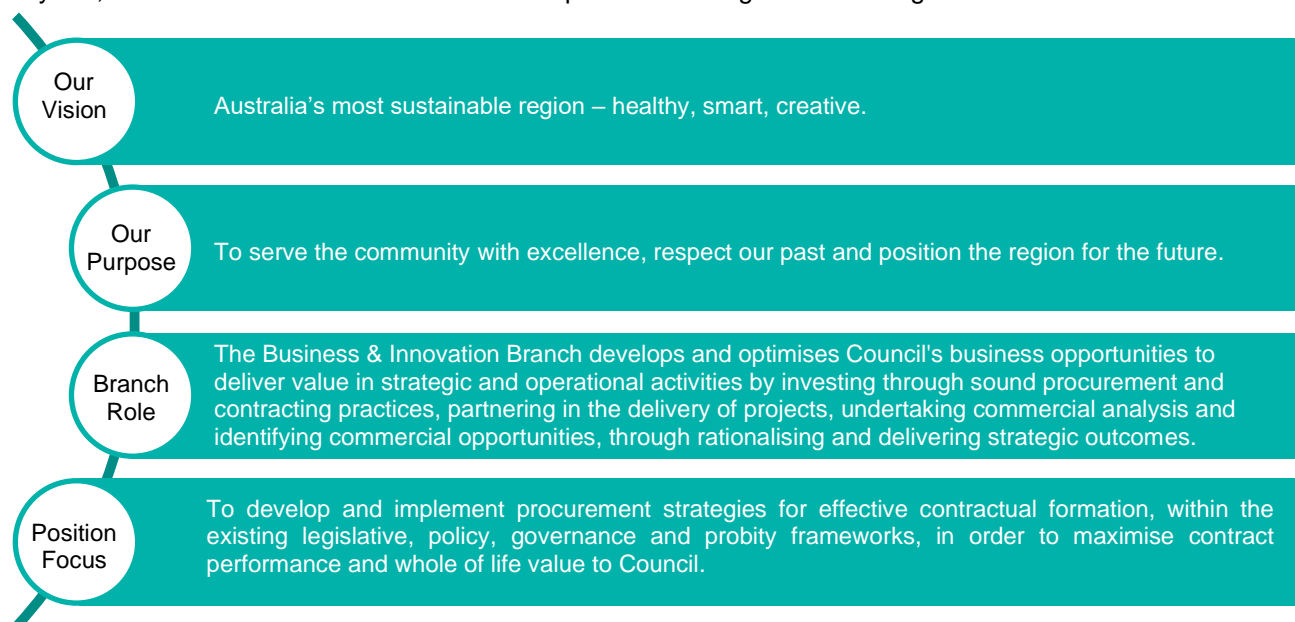 Our
Vision
Australia's most sustainable region – healthy, smart, creative.
Our
Purpose
To serve the community with excellence, respect our past and position the region for the future.
Branch
Role
The Business & Innovation Branch develops and optimises Council's business opportunities to
deliver value in strategic and operational activities by investing through sound procurement and
contracting practices, partnering in the delivery of projects, undertaking commercial analysis and
identifying commercial opportunities, through rationalising and delivering strategic outcomes.
Position
Focus
To develop and implement procurement strategies for effective contractual formation, within the
existing legislative, policy, governance and probity frameworks, in order to maximise contract
performance and whole of life value to Council.